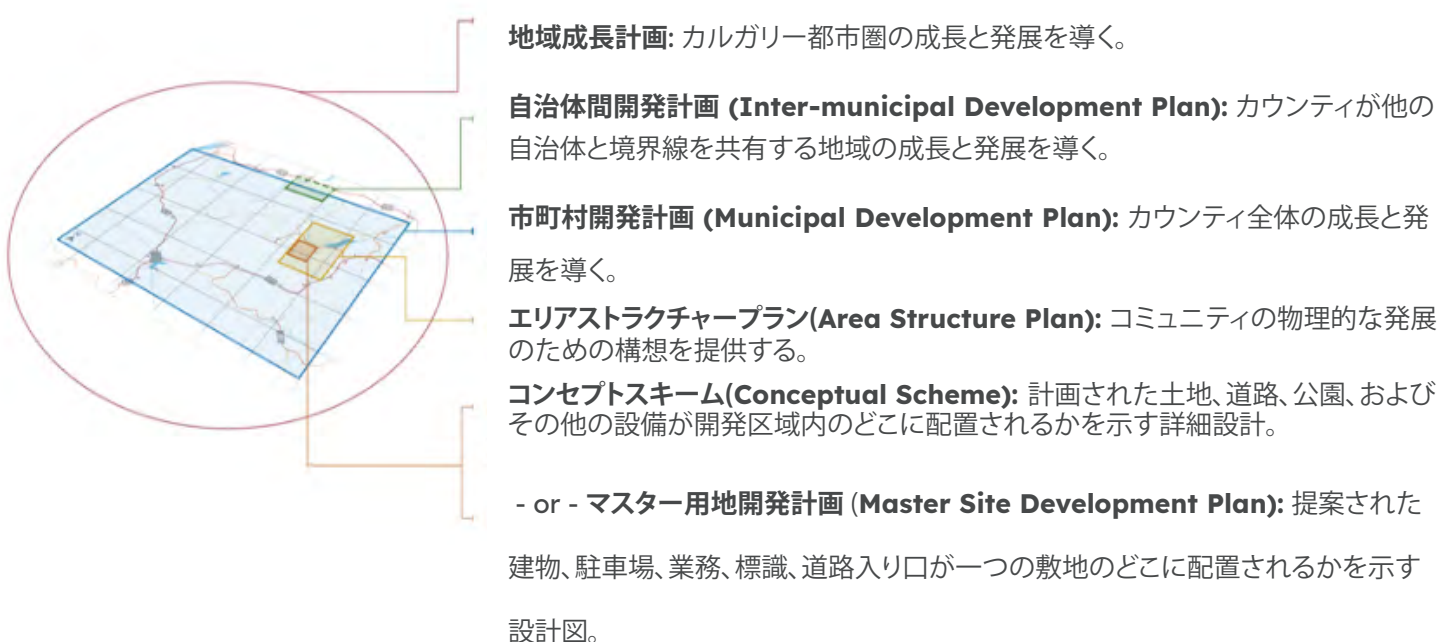 地域成長計画: カルガリー都市圏の成長と発展を導く。
自治体間開発計画 (Inter-municipal Development Plan): カウンティが他の
自治体と境界線を共有する地域の成長と発展を導く。
市町村開発計画 (Municipal Development Plan): カウンティ全体の成長と発
展を導く。
エリアストラクチャープラン(Area Structure Plan): コミュニティの物理的な発展
のための構想を提供する。
コンセプトスキーム(Conceptual Scheme): 計画された土地、道路、公園、および
その他の設備が開発区域内のどこに配置されるかを示す詳細設計。
- or - マスター用地開発計画 (Master Site Development Plan): 提案された
建物、駐車場、業務、標識、道路入り口が一つの敷地のどこに配置されるかを示す
設計図。